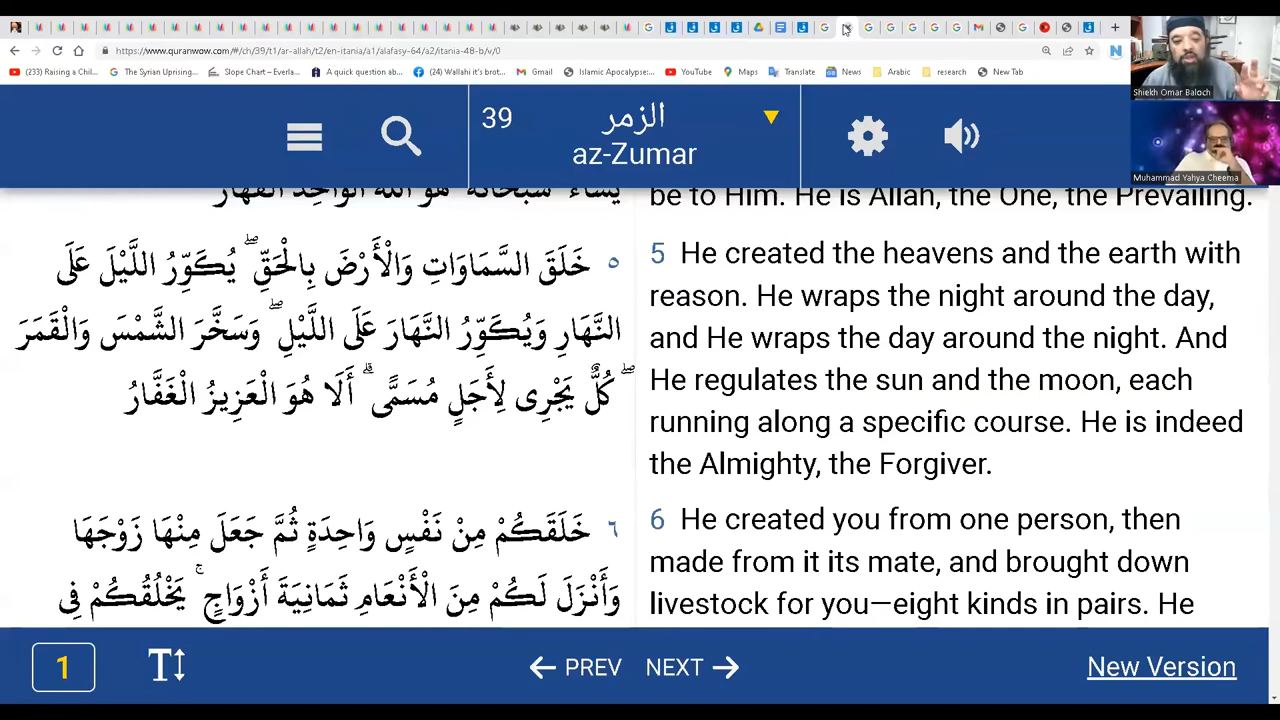 https://www.quranwow.com/#/ch/39/t1/ar-allah/t2/en-itania/a1/alafasy-64/a2/itania-48-b/v/0
(233) Raising a Chil...
The Syrian Uprising...
Slope Chart – Everla...
A quick question ab...
(24) Wallahi it's brot...
Gmail
Islamic Apocalypse:...
YouTube
Maps
Translate
News
Arabic
research
New Tab
Shiekh Omar Baloch
Muhammad Yahya Cheema
39
الزمر
az-Zumar
يَشَاءُ سُبْحَانَهُ هُوَ اللَّهُ الْوَاحِدُ الْقَهَّارُ
be to Him. He is Allah, the One, the Prevailing.
٥ خَلَقَ السَّمَاوَاتِ وَالْأَرْضَ بِالْحَقِّ ۖ يُكَوِّرُ اللَّيْلَ عَلَى
النَّهَارِ وَيُكَوِّرُ النَّهَارَ عَلَى اللَّيْلِ ۖ وَسَخَّرَ الشَّمْسَ وَالْقَمَرَ
ۖ كُلٌّ يَجْرِى لِأَجَلٍ مُسَمًّى ۗ أَلَا هُوَ الْعَزِيزُ الْغَفَّارُ
5 He created the heavens and the earth with
reason. He wraps the night around the day,
and He wraps the day around the night. And
He regulates the sun and the moon, each
running along a specific course. He is indeed
the Almighty, the Forgiver.
٦ خَلَقَكُمْ مِنْ نَفْسٍ وَاحِدَةٍ ثُمَّ جَعَلَ مِنْهَا زَوْجَهَا
وَأَنْزَلَ لَكُمْ مِنَ الْأَنْعَامِ ثَمَانِيَةَ أَزْوَاجٍ ۚ يَخْلُقُكُمْ فِى
6 He created you from one person, then
made from it its mate, and brought down
livestock for you—eight kinds in pairs. He
1
T
PREV
NEXT
New Version